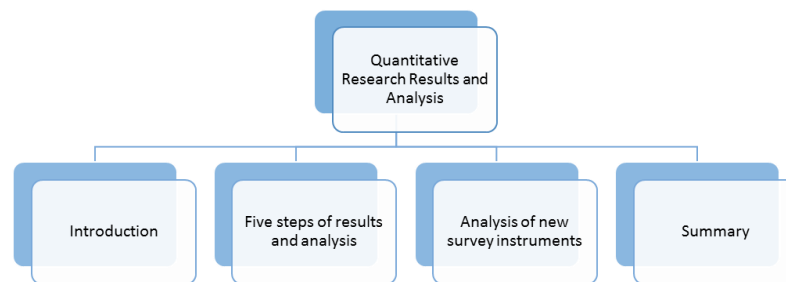 Quantitative
Research Results and
Analysis
Introduction
Five steps of results
and analysis
Analysis of new
survey instruments
Summary